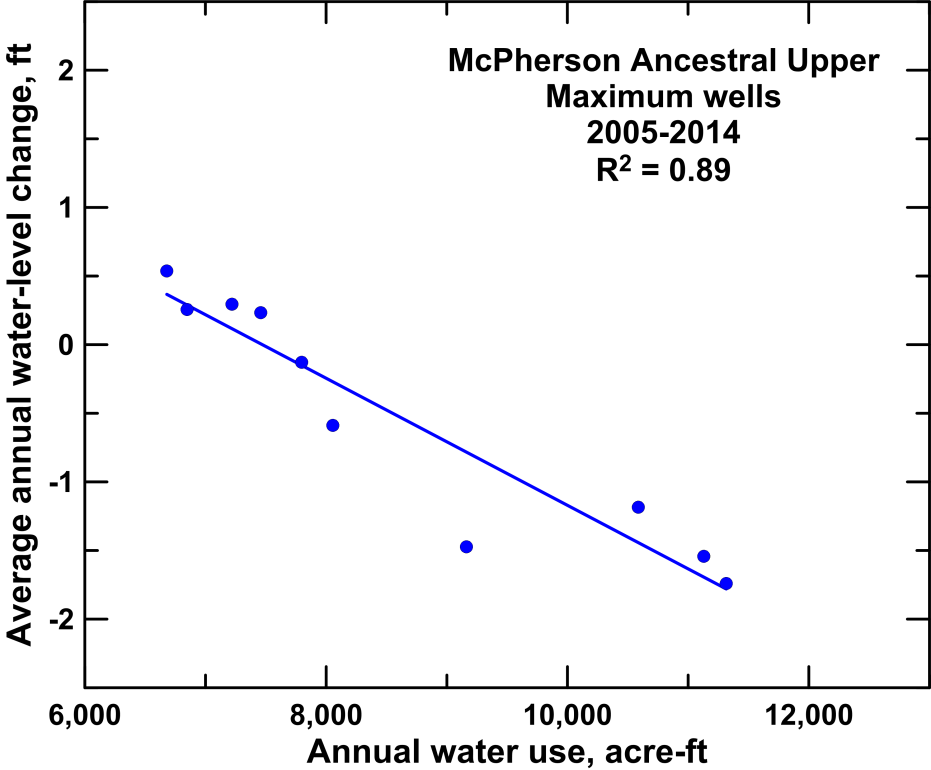 McPherson Ancestral Upper
Maximum wells
2005-2014
R² = 0.89
Average annual water-level change, ft
2
1
0
-1
-2
6,000 8,000 10,000 12,000
Annual water use, acre-ft